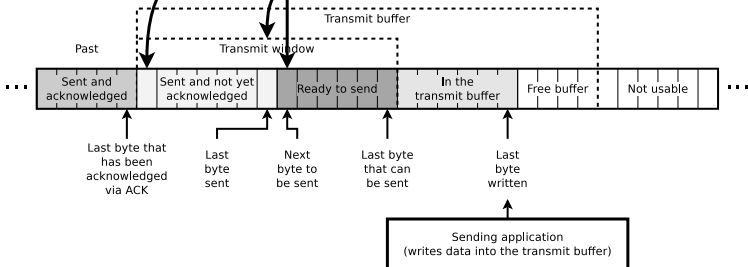 Transmit buffer
Past
Transmit window
Sent and
acknowledged
Sent and not yet
acknowledged
Ready to send
In the
transmit buffer
Free buffer
Not usable
Last byte that
has been
acknowledged
via ACK
Last
byte
sent
Next
byte to
be sent
Last byte
that can
be sent
Last
byte
written
Sending application
(writes data into the transmit buffer)